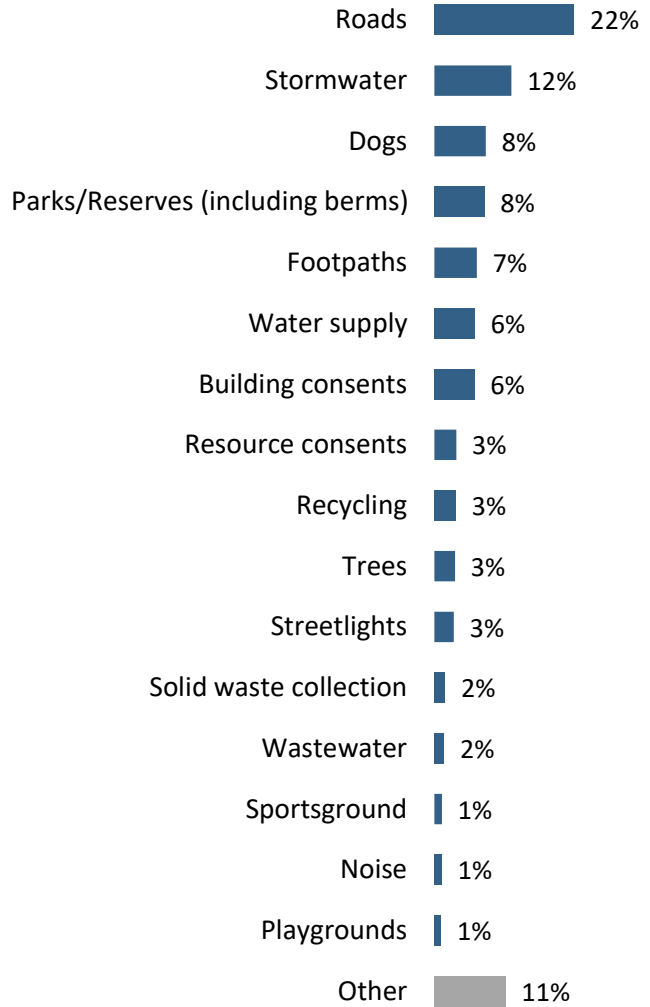 Roads 22%
Stormwater 12%
Dogs 8%
Parks/Reserves (including berms) 8%
Footpaths 7%
Water supply 6%
Building consents 6%
Resource consents 3%
Recycling 3%
Trees 3%
Streetlights 3%
Solid waste collection 2%
Wastewater 2%
Sportsground 1%
Noise 1%
Playgrounds 1%
Other 11%